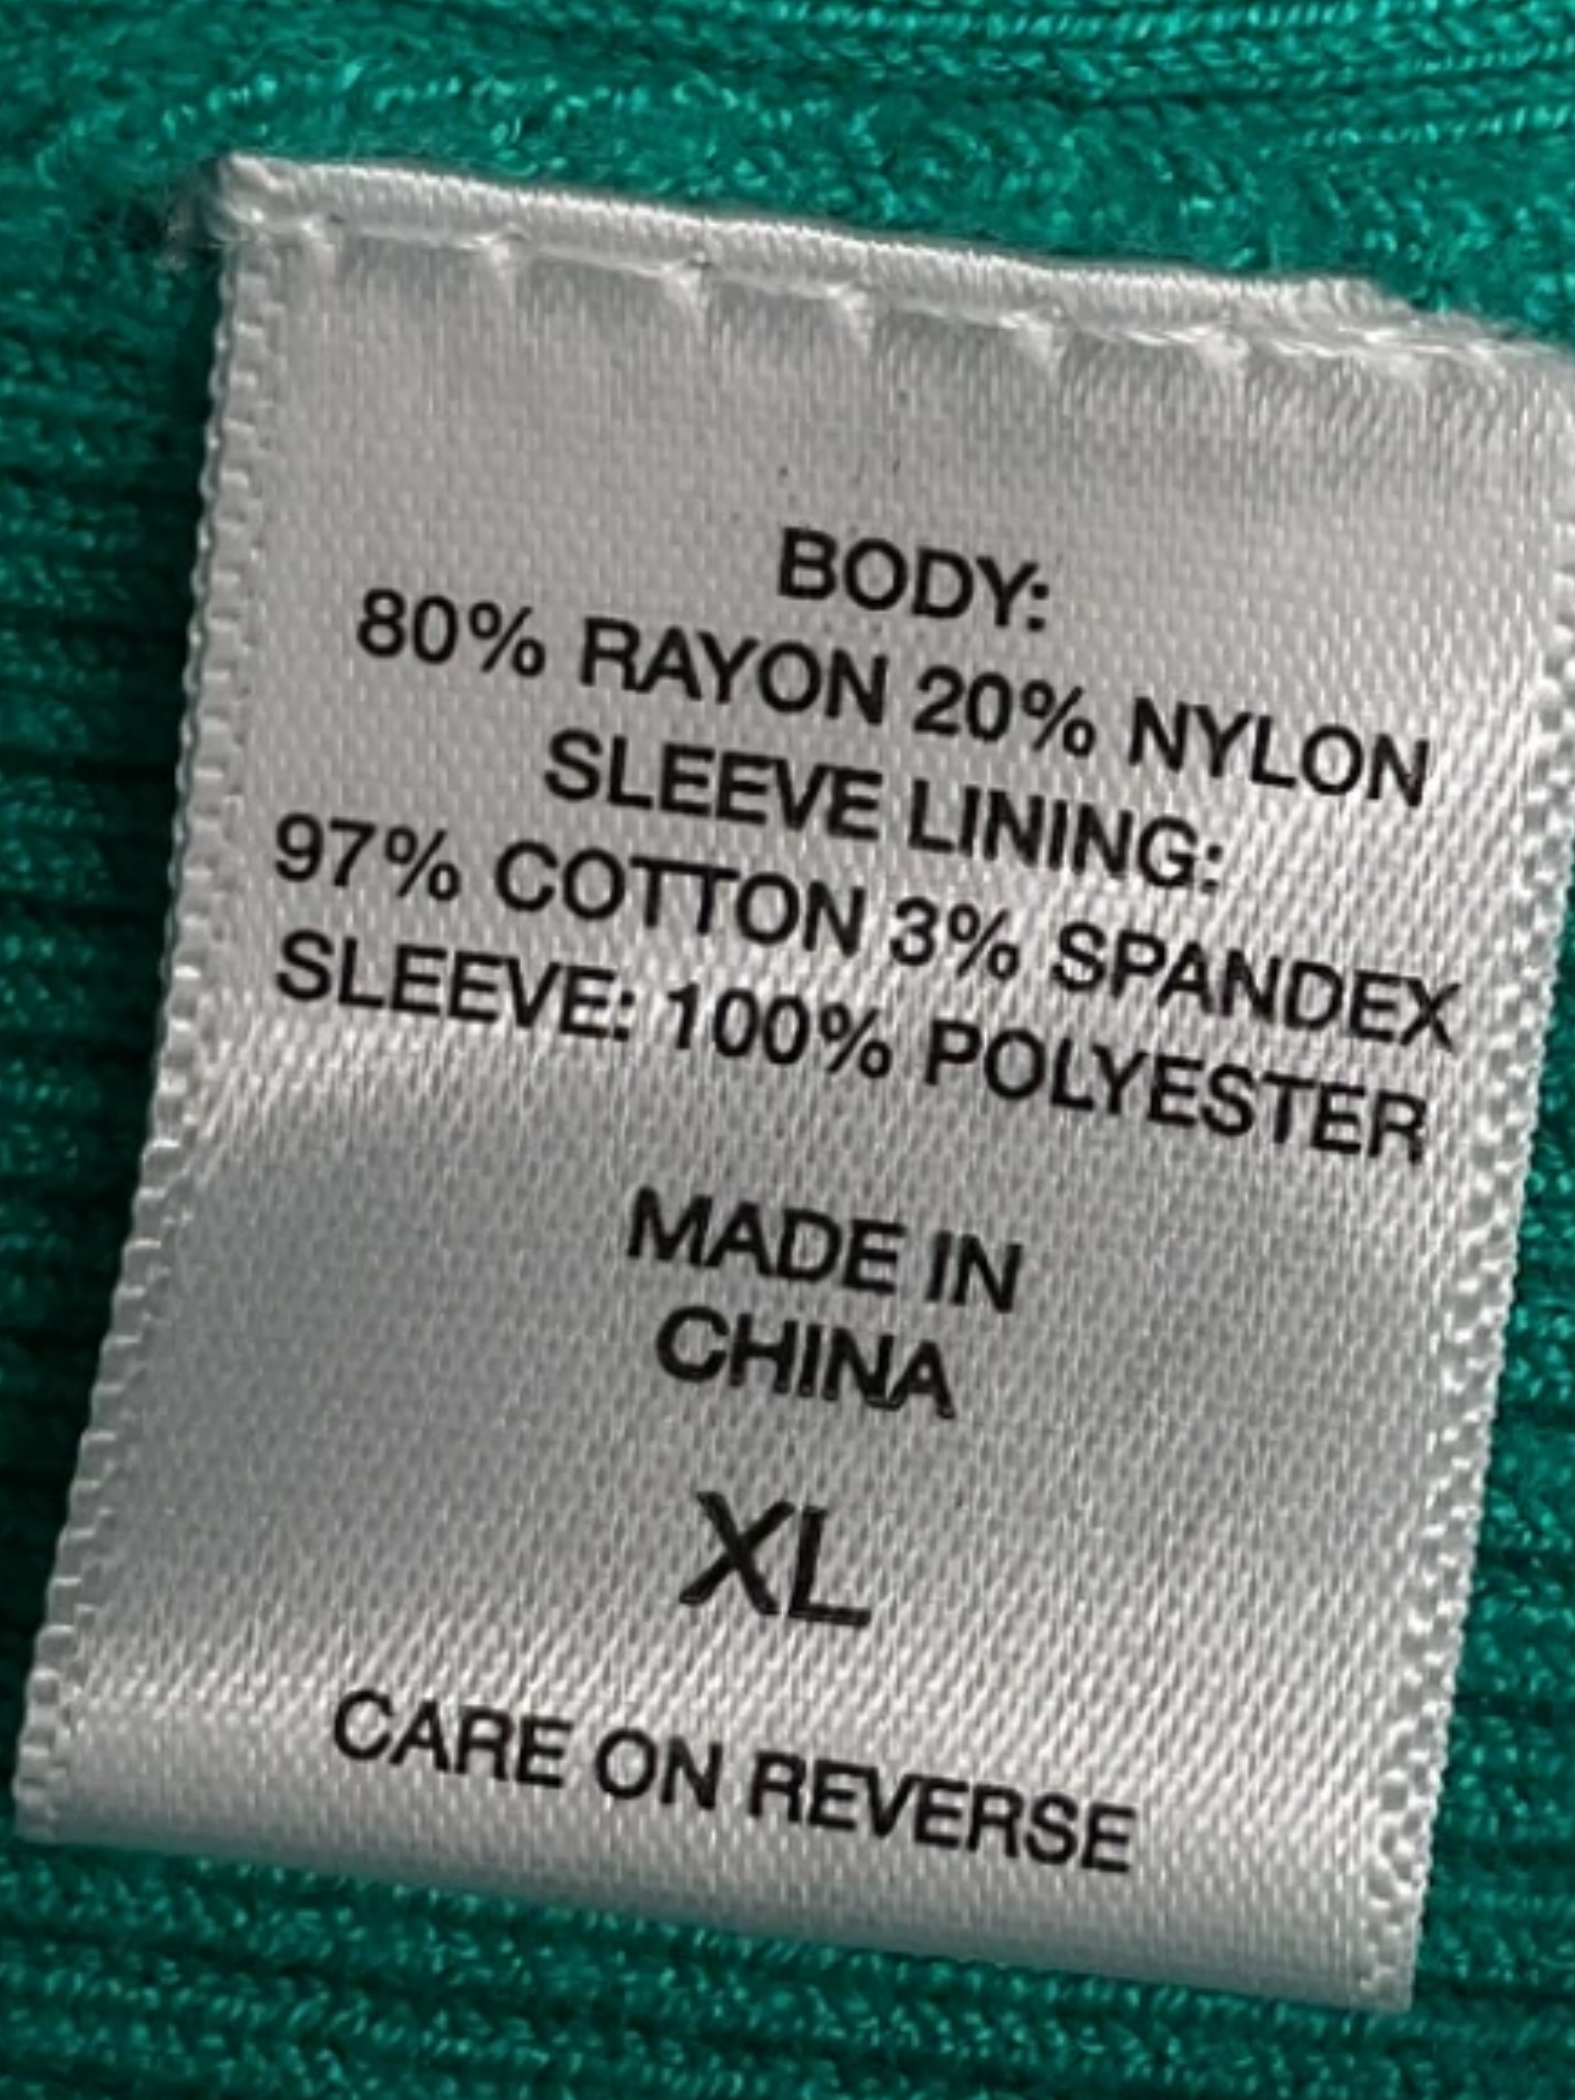 BODY:
80% RAYON 20% NYLON
SLEEVE LINING:
97% COTTON 3% SPANDEX
SLEEVE: 100% POLYESTER
MADE IN
CHINA
XL
CARE ON REVERSE